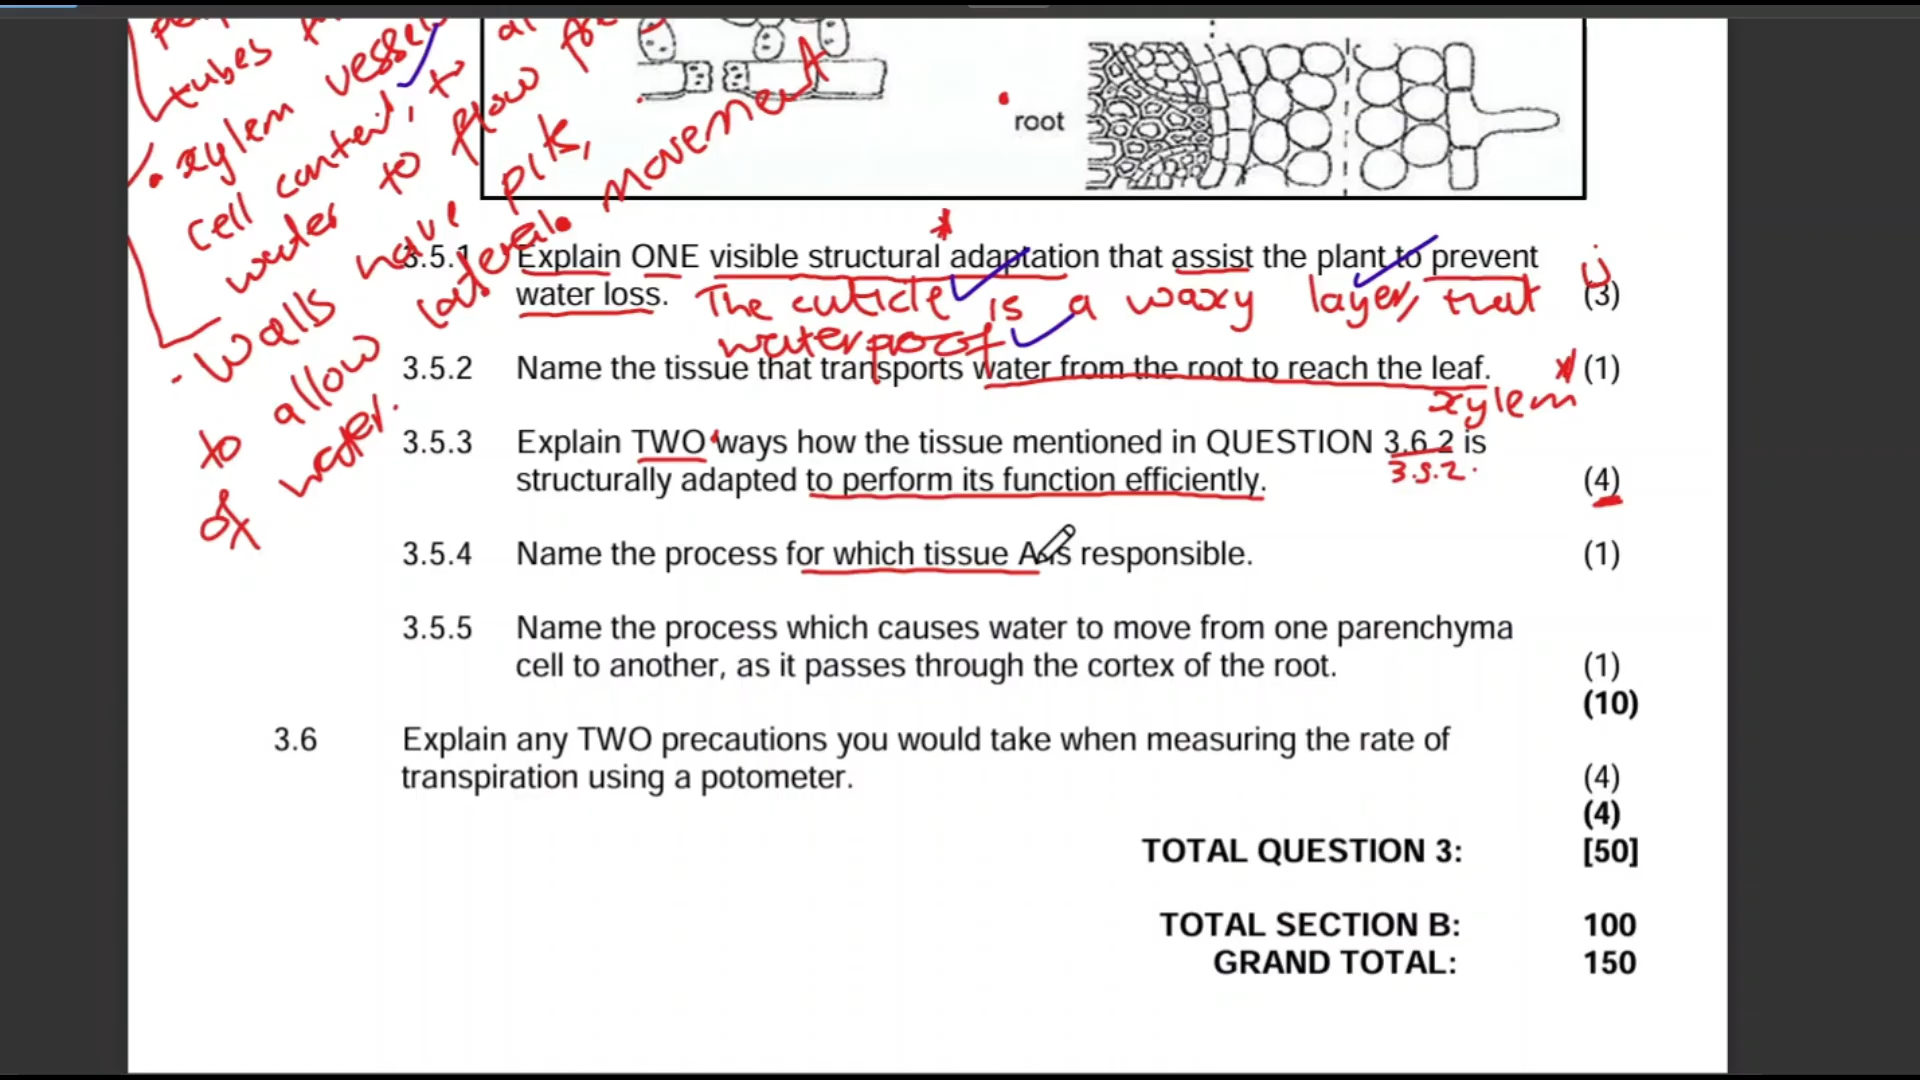 tubes
xylem vessel
cell content, to
water to flow
walls have pits,
to allow lateral movement
of water.
root
3.5.1 Explain ONE visible structural adaptation that assist the plant to prevent
water loss. (3)
The cuticle is a waxy layer, that is
waterproof
3.5.2 Name the tissue that transports water from the root to reach the leaf. (1)
xylem
3.5.3 Explain TWO ways how the tissue mentioned in QUESTION 3.6.2 is
3.5.2.
structurally adapted to perform its function efficiently. (4)
3.5.4 Name the process for which tissue A is responsible. (1)
3.5.5 Name the process which causes water to move from one parenchyma
cell to another, as it passes through the cortex of the root. (1)
(10)
3.6 Explain any TWO precautions you would take when measuring the rate of
transpiration using a potometer. (4)
(4)
TOTAL QUESTION 3: [50]
TOTAL SECTION B: 100
GRAND TOTAL: 150